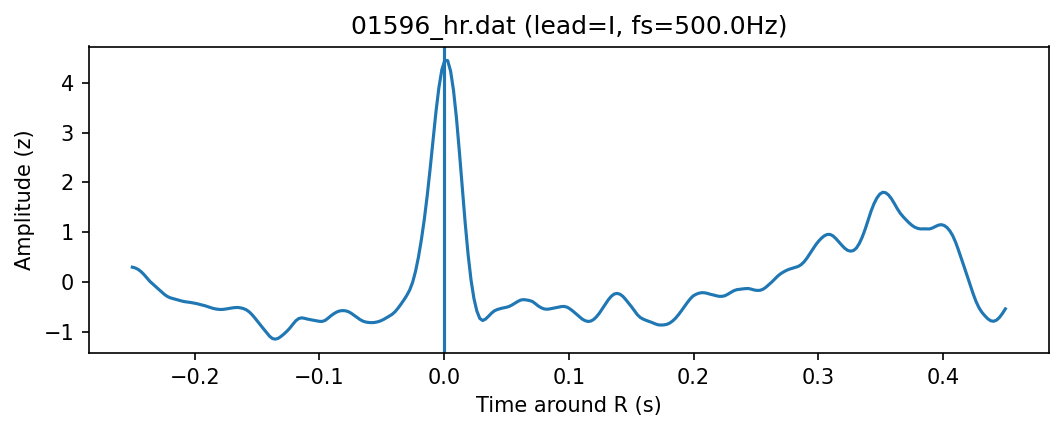 01596_hr.dat (lead=I, fs=500.0Hz)
Amplitude (z)
4
3
2
1
0
−1
−0.2 −0.1 0.0 0.1 0.2 0.3 0.4
Time around R (s)